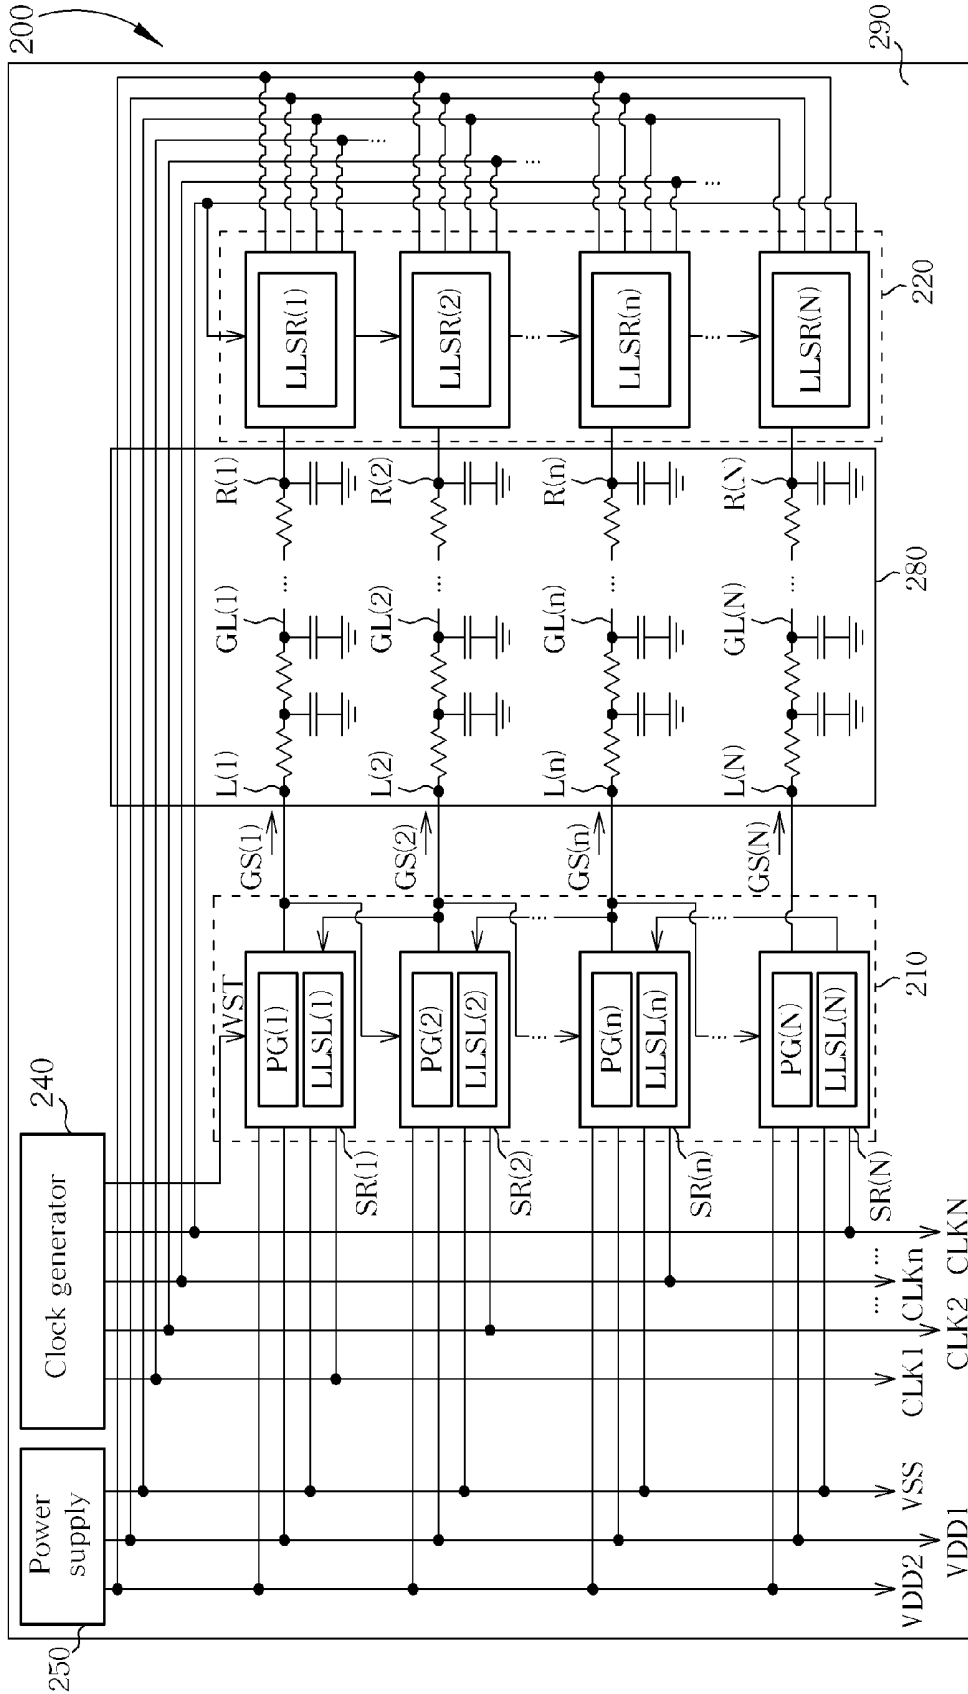 200
290
250
Power
supply
240
Clock generator
VST
GS(1)
L(1)
GL(1)
...
R(1)
PG(1)
LLSL(1)
SR(1)
LLSR(1)
...
GS(2)
L(2)
GL(2)
...
R(2)
PG(2)
LLSL(2)
SR(2)
LLSR(2)
...
...
...
...
GS(n)
L(n)
GL(n)
...
R(n)
PG(n)
LLSL(n)
SR(n)
LLSR(n)
...
...
...
...
GS(N)
L(N)
GL(N)
...
R(N)
PG(N)
LLSL(N)
SR(N)
LLSR(N)
210
280
220
VDD2
VDD1
VSS
CLK1
CLK2
...
CLKn
...
CLKN